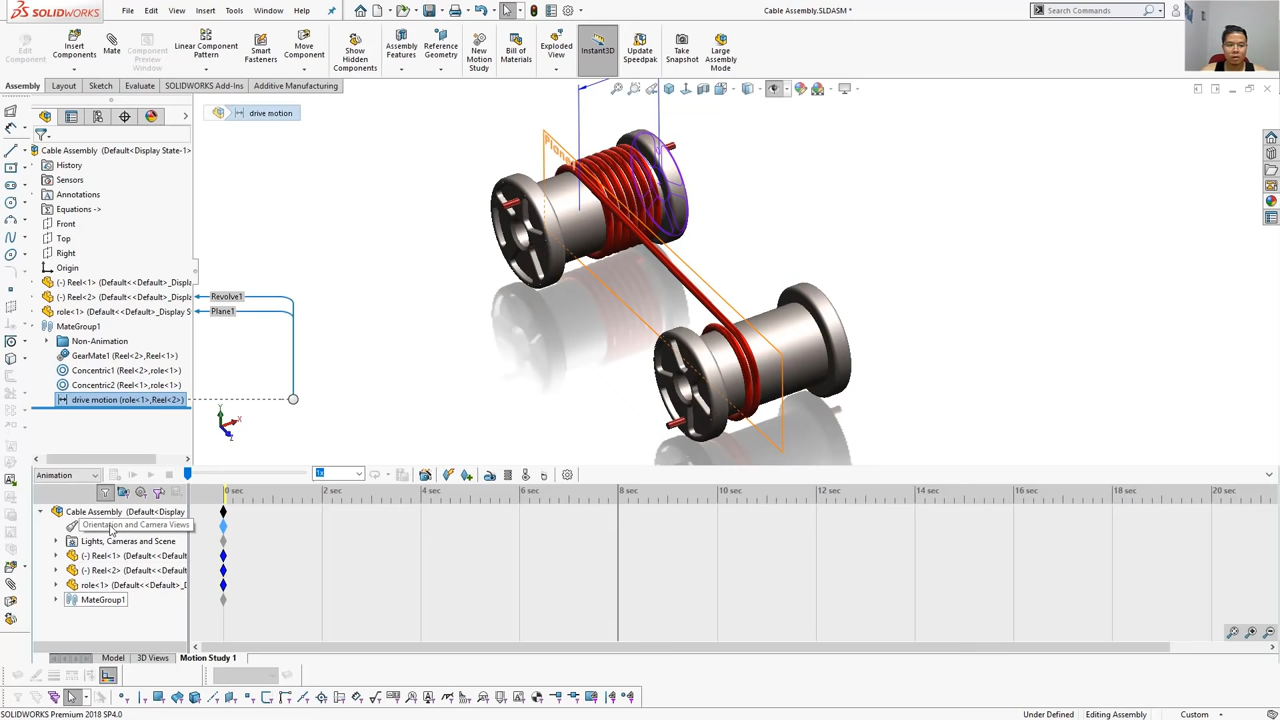 SOLIDWORKS File Edit View Insert Tools Window Help Cable Assembly.SLDASM * Search Commands
Edit Component
Insert Components
Mate
Component Preview Window
Linear Component Pattern
Smart Fasteners
Move Component
Show Hidden Components
Assembly Features
Reference Geometry
New Motion Study
Bill of Materials
Exploded View
Instant3D
Update Speedpak
Take Snapshot
Large Assembly Mode
Assembly Layout Sketch Evaluate SOLIDWORKS Add-Ins Additive Manufacturing
drive motion
Cable Assembly (Default<Display State-1>
History
Sensors
Annotations
Equations ->
Front
Top
Right
Origin
(-) Reel<1> (Default<<Default>_Displa
(-) Reel<2> (Default<<Default>_Displa
role<1> (Default<<Default>_Display S
MateGroup1
Non-Animation
GearMate1 (Reel<2>,Reel<1>)
Concentric1 (Reel<2>,role<1>)
Concentric2 (Reel<1>,role<1>)
drive motion (role<1>,Reel<2>)
Revolve1
Plane1
Y
X
Z
Animation
1x
0 sec 2 sec 4 sec 6 sec 8 sec 10 sec 12 sec 14 sec 16 sec 18 sec 20 sec
Cable Assembly (Default<Display
Orientation and Camera Views
Lights, Cameras and Scene
(-) Reel<1> (Default<<Default
(-) Reel<2> (Default<<Default
role<1> (Default<<Default>_D
MateGroup1
Model 3D Views Motion Study 1
SOLIDWORKS Premium 2018 SP4.0 Under Defined Editing Assembly Custom